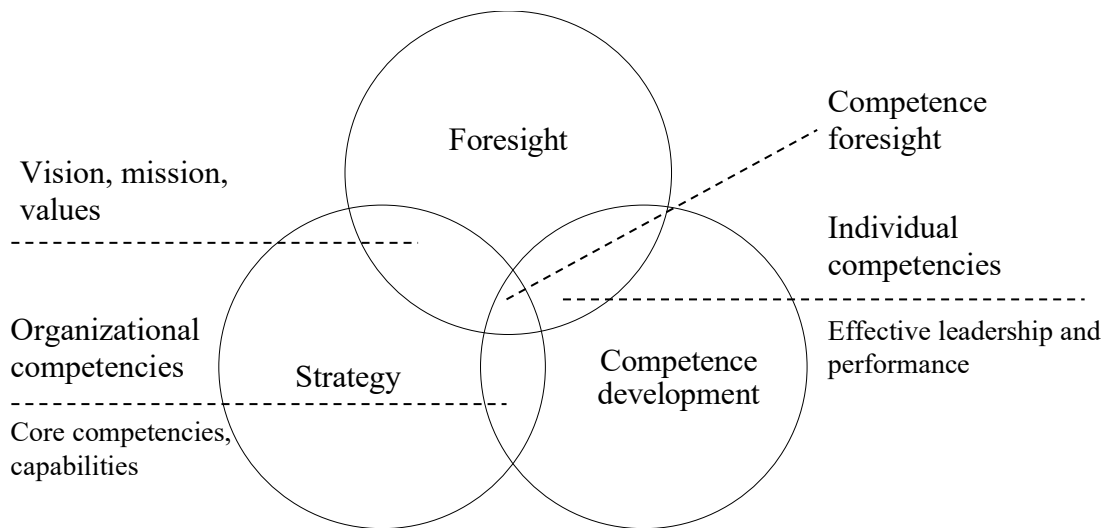 Foresight
Competence
foresight
Vision, mission,
values
Individual
competencies
Organizational
competencies
Effective leadership and
performance
Strategy
Competence
development
Core competencies,
capabilities